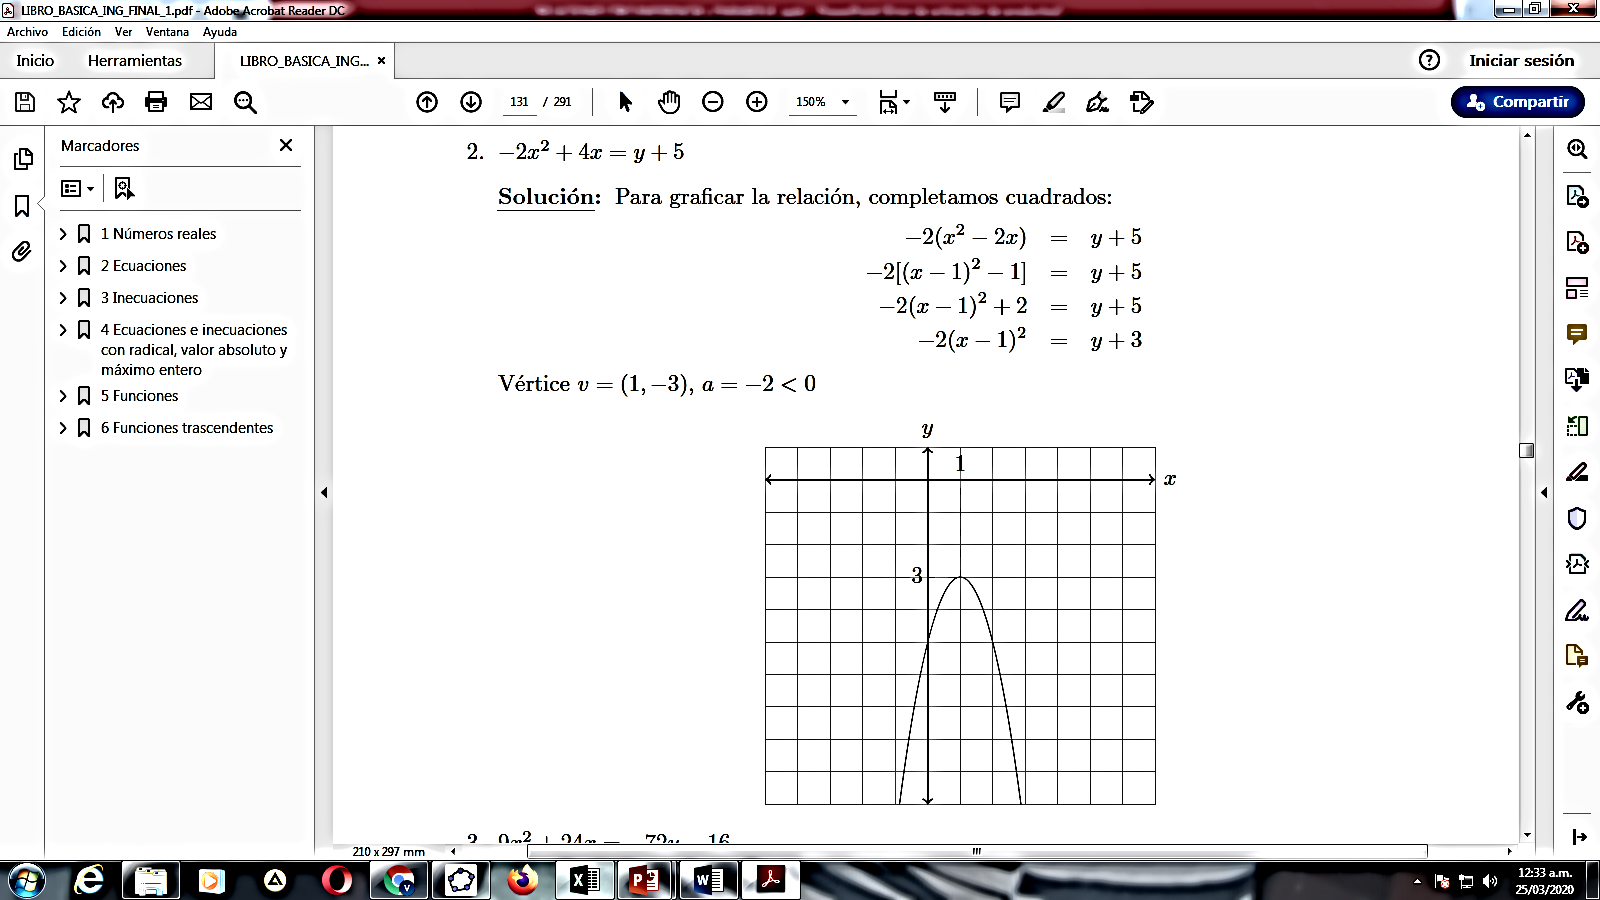 LIBRO_BASICA_ING_FINAL_1.pdf - Adobe Acrobat Reader DC
Archivo Edición Ver Ventana Ayuda
Inicio Herramientas LIBRO_BASICA_ING... × Iniciar sesión
131 / 291 150% Compartir
Marcadores
1 Números reales
2 Ecuaciones
3 Inecuaciones
4 Ecuaciones e inecuaciones
con radical, valor absoluto y
máximo entero
5 Funciones
6 Funciones trascendentes
2. −2x² + 4x = y + 5
Solución: Para graficar la relación, completamos cuadrados:
−2(x² − 2x) = y + 5
−2[(x − 1)² − 1] = y + 5
−2(x − 1)² + 2 = y + 5
−2(x − 1)² = y + 3
Vértice v = (1, −3), a = −2 < 0
y
1
x
3
210 x 297 mm
12:33 a.m.
25/03/2020